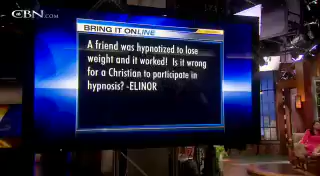 CBN.com
BRING IT ONLINE
A friend was hypnotized to lose
weight and it worked! Is it wrong
for a Christian to participate in
hypnosis? -ELINOR